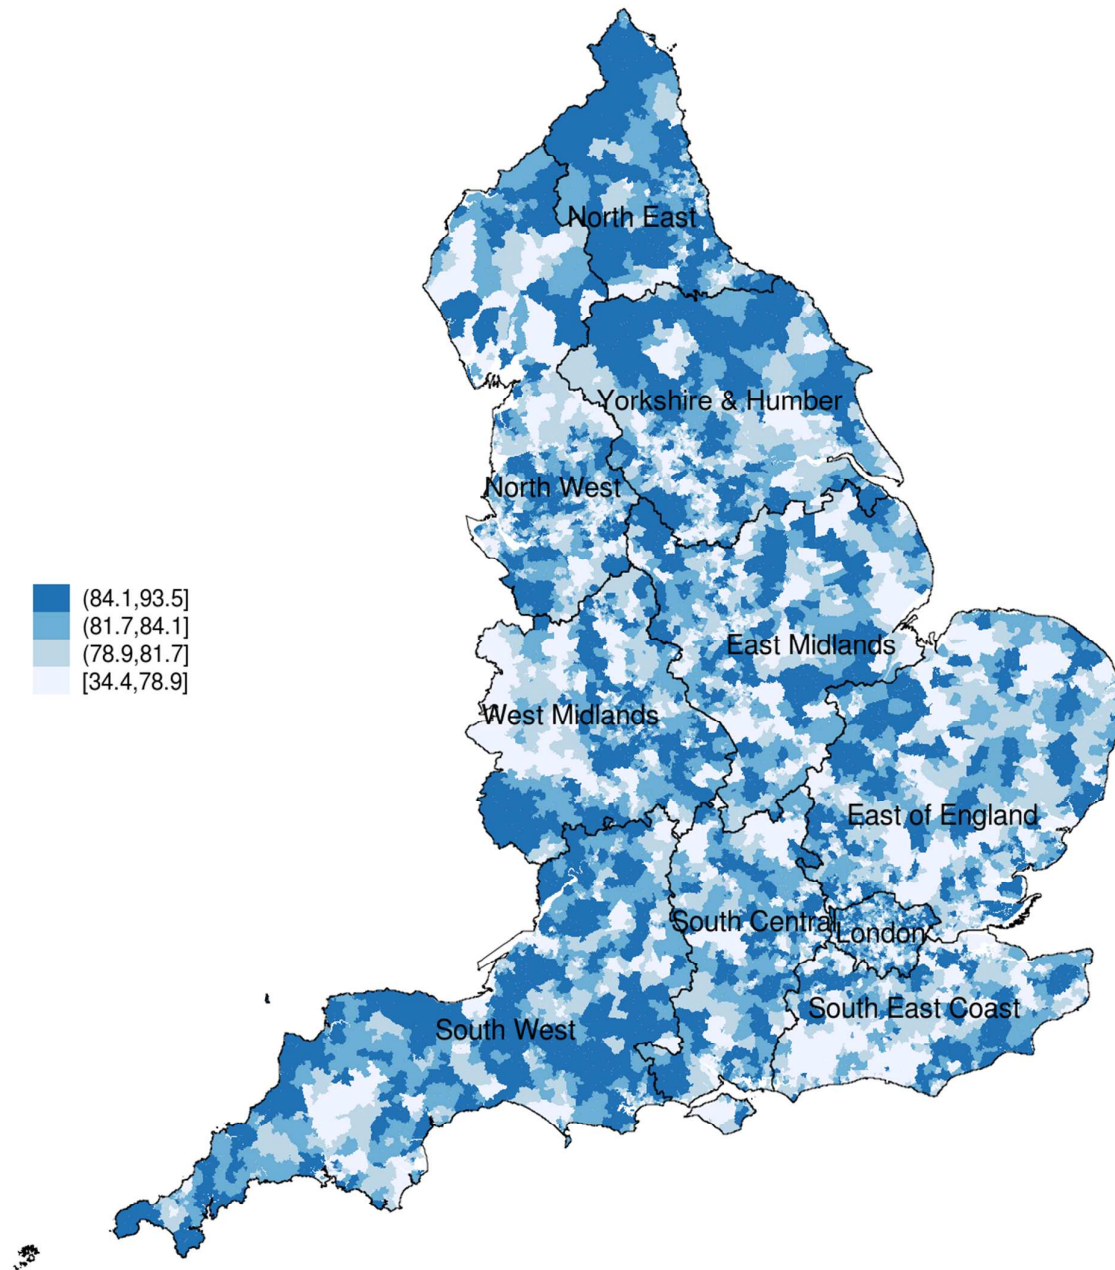 North East
Yorkshire & Humber
North West
(84.1,93.5]
(81.7,84.1]
(78.9,81.7]
[34.4,78.9]
East Midlands
West Midlands
East of England
South Central
London
South East Coast
South West